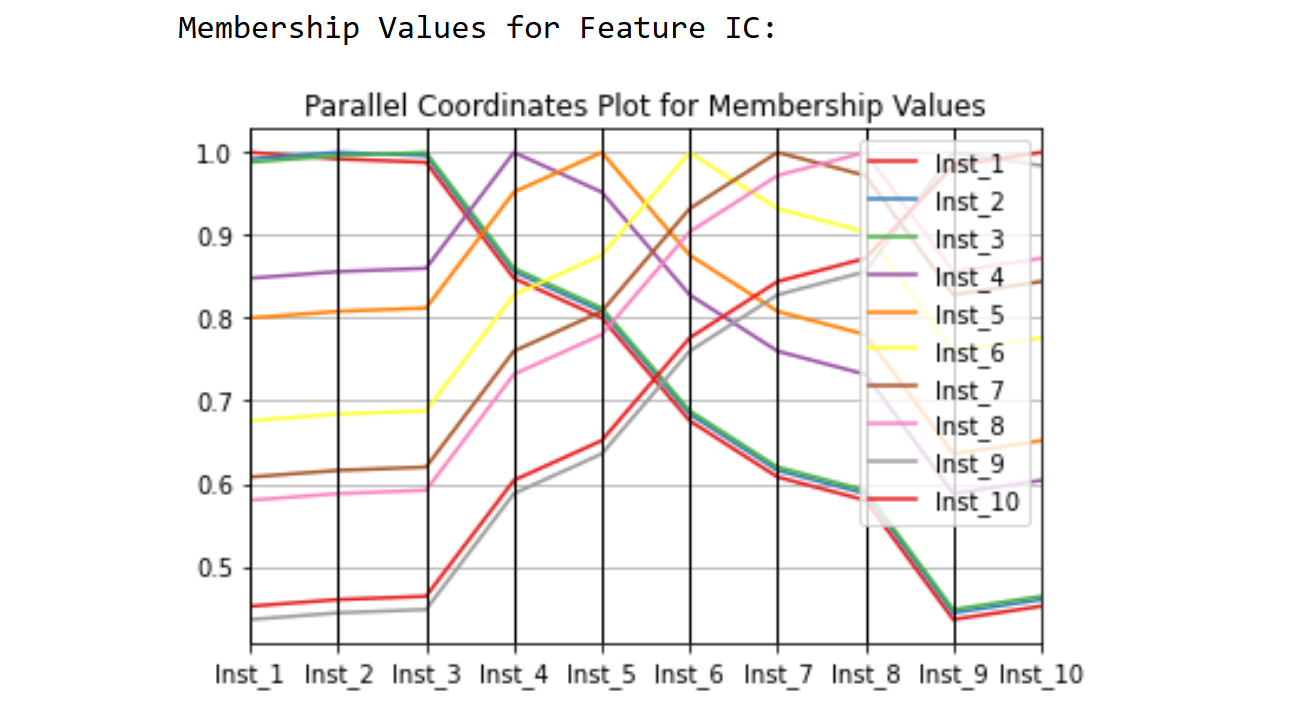 Membership Values for Feature IC:
Parallel Coordinates Plot for Membership Values
1.0
0.9
0.8
0.7
0.6
0.5
Inst_1
Inst_2
Inst_3
Inst_4
Inst_5
Inst_6
Inst_7
Inst_8
Inst_9
Inst_10
Inst_1 Inst_2 Inst_3 Inst_4 Inst_5 Inst_6 Inst_7 Inst_8 Inst_9 Inst_10